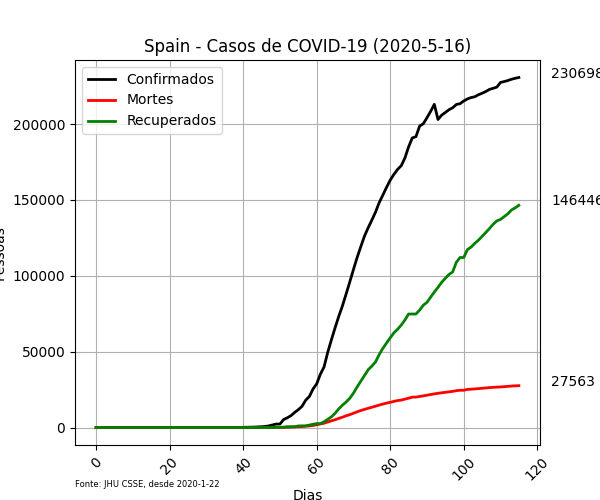 Spain - Casos de COVID-19 (2020-5-16)
Confirmados
Mortes
Recuperados
230698
146446
27563
200000
150000
100000
50000
0
Pessoas
0 20 40 60 80 100 120
Fonte: JHU CSSE, desde 2020-1-22
Dias